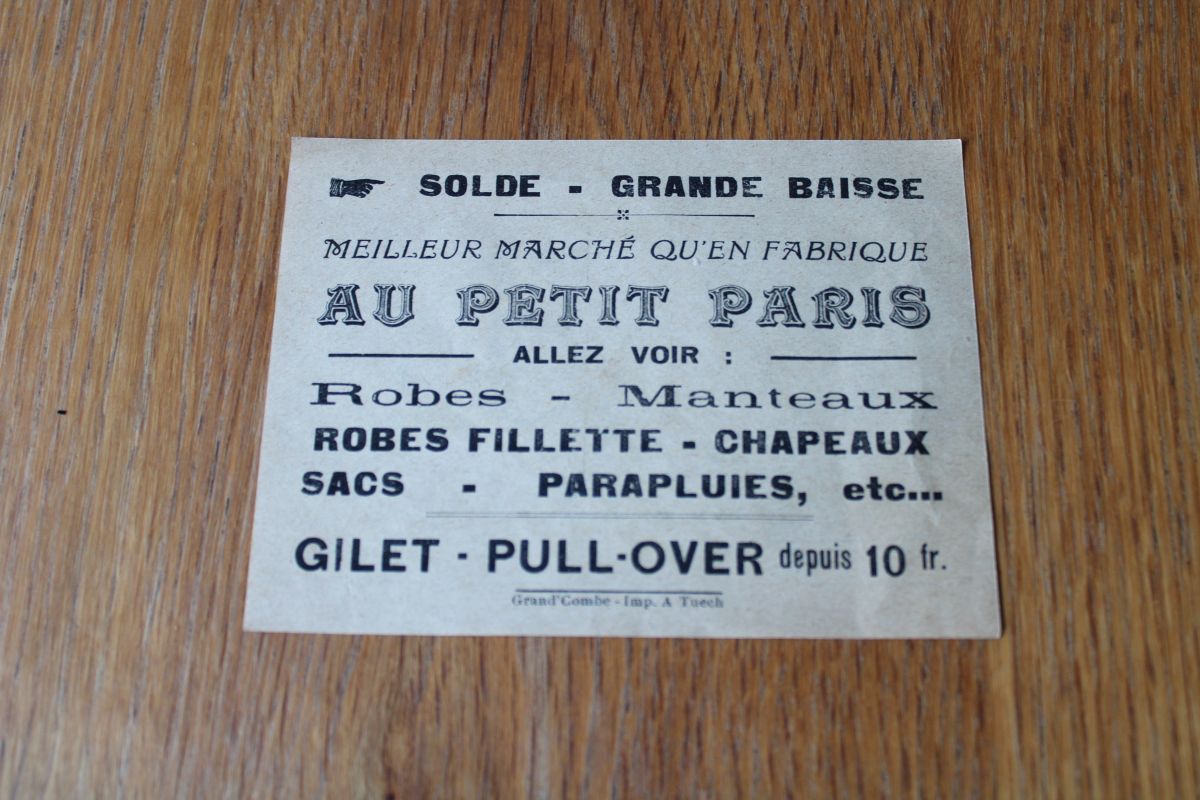 SOLDE - GRANDE BAISSE
MEILLEUR MARCHÉ QU'EN FABRIQUE
AU PETIT PARIS
ALLEZ VOIR :
Robes - Manteaux
ROBES FILLETTE - CHAPEAUX
SACS - PARAPLUIES, etc...
GILET - PULL-OVER depuis 10 fr.
Grand'Combe - Imp. A Tuech